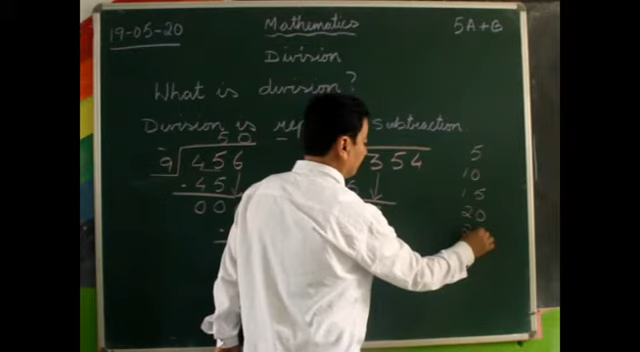 19-05-20
Mathematics
5A+B
Division
What is division?
Division is subtraction.
50
9 456
354
-45
00
5
10
15
20